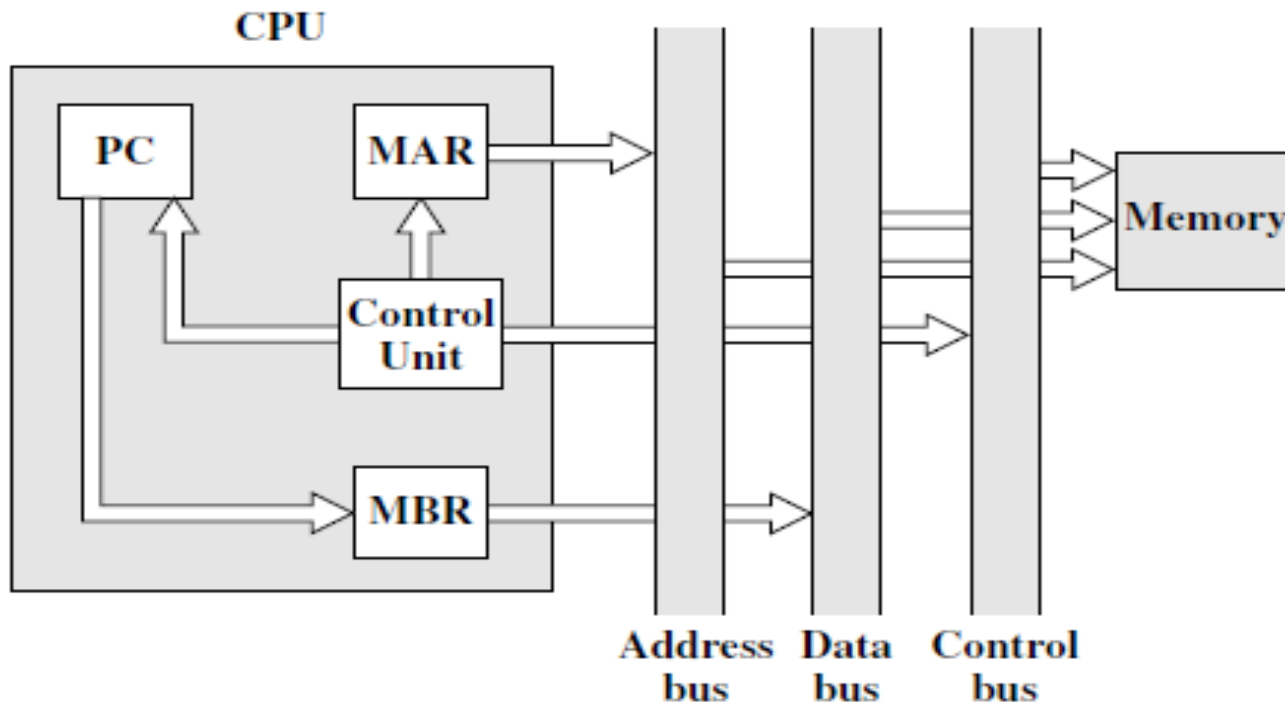 CPU
PC
MAR
Memory
Control
Unit
MBR
Address
bus
Data
bus
Control
bus